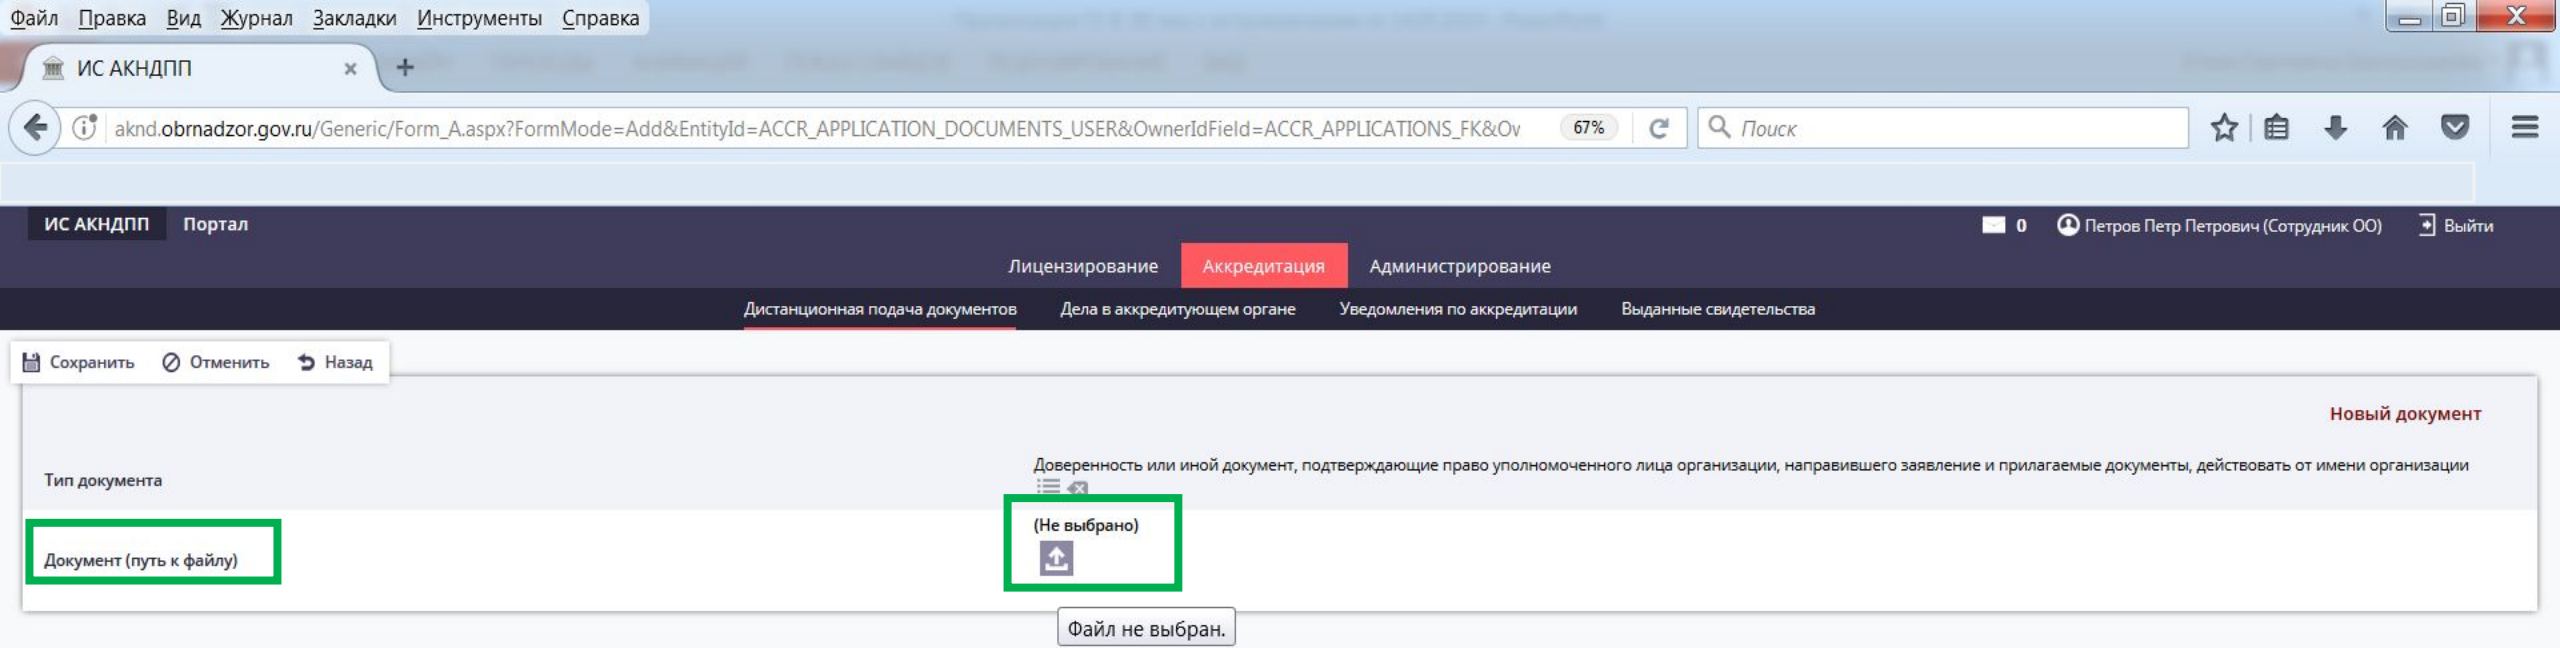 Файл Правка Вид Журнал Закладки Инструменты Справка
ИС АКНДПП × +
aknd.obrnadzor.gov.ru/Generic/Form_A.aspx?FormMode=Add&EntityId=ACCR_APPLICATION_DOCUMENTS_USER&OwnerIdField=ACCR_APPLICATIONS_FK&Ov 67% Поиск
ИС АКНДПП Портал 0 Петров Петр Петрович (Сотрудник ОО) Выйти
Лицензирование Аккредитация Администрирование
Дистанционная подача документов Дела в аккредитующем органе Уведомления по аккредитации Выданные свидетельства
Сохранить Отменить Назад
Новый документ
Тип документа Доверенность или иной документ, подтверждающие право уполномоченного лица организации, направившего заявление и прилагаемые документы, действовать от имени организации
(Не выбрано)
Документ (путь к файлу)
Файл не выбран.